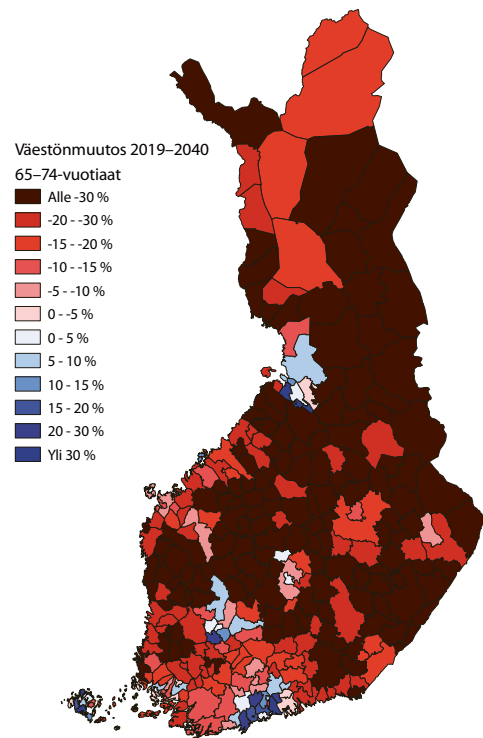 Väestönmuutos 2019–2040
65–74-vuotiaat
Alle -30 %
-20 - -30 %
-15 - -20 %
-10 - -15 %
-5 - -10 %
0 - -5 %
0 - 5 %
5 - 10 %
10 - 15 %
15 - 20 %
20 - 30 %
Yli 30 %